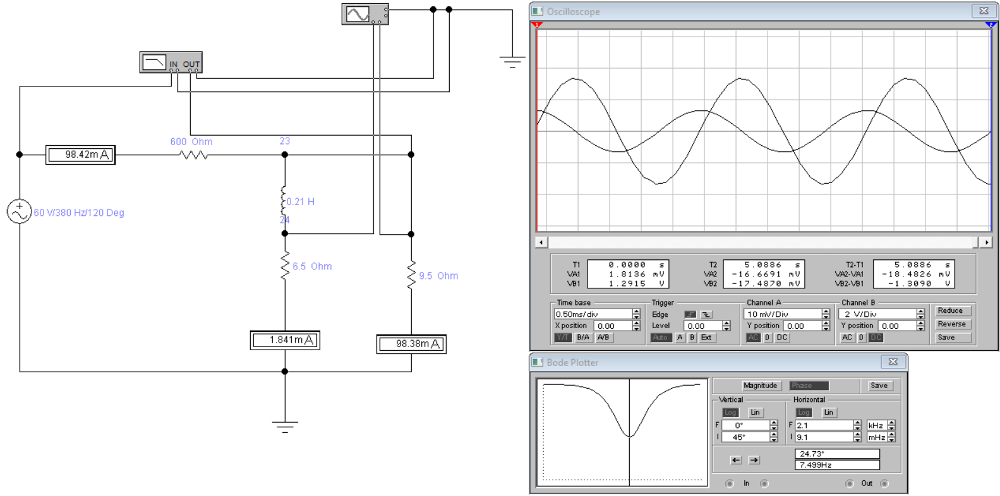 IN OUT
98.42m A
600 Ohm
23
60 V/380 Hz/120 Deg
0.21 H
24
6.5 Ohm
9.5 Ohm
1.841m A
98.38m A
Oscilloscope
1
2
T1 0.0000 s
VA1 1.8136 mV
VB1 1.2915 V
T2 5.0886 s
VA2 -16.6691 mV
VB2 -17.4870 mV
T2-T1 5.0886 s
VA2-VA1 -18.4826 mV
VB2-VB1 -1.3090 V
Time base
0.50ms/div
X position 0.00
Y/T B/A A/B
Trigger
Edge
Level 0.00
Auto A B Ext
Channel A
10 mV/Div
Y position 0.00
AC 0 DC
Channel B
2 V/Div
Y position 0.00
AC 0 DC
Reduce
Reverse
Save
Bode Plotter
Magnitude Phase Save
Vertical
Log Lin
F 0°
I 45°
Horizontal
Log Lin
F 2.1 kHz
I 9.1 mHz
24.73°
7.499Hz
In Out